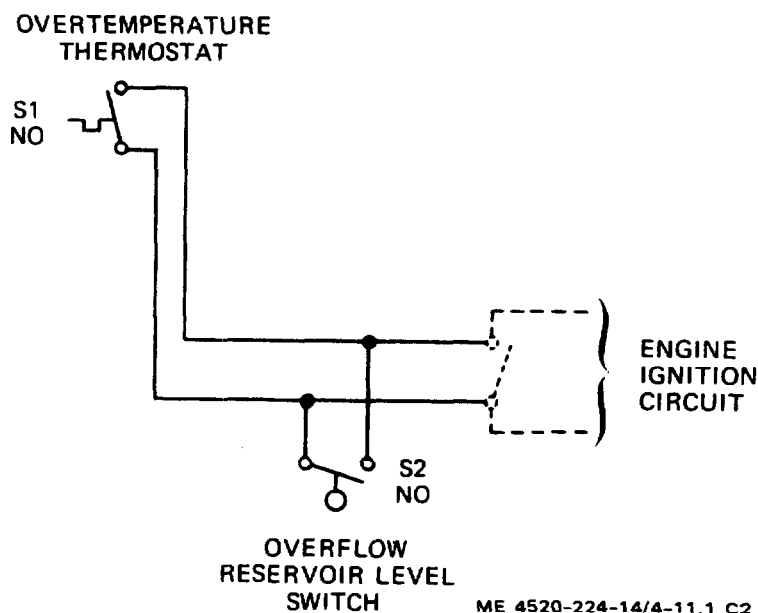 OVERTEMPERATURE
THERMOSTAT
S1
NO
ENGINE
IGNITION
CIRCUIT
S2
NO
OVERFLOW
RESERVOIR LEVEL
SWITCH
ME 4520-224-14/4-11.1 C2